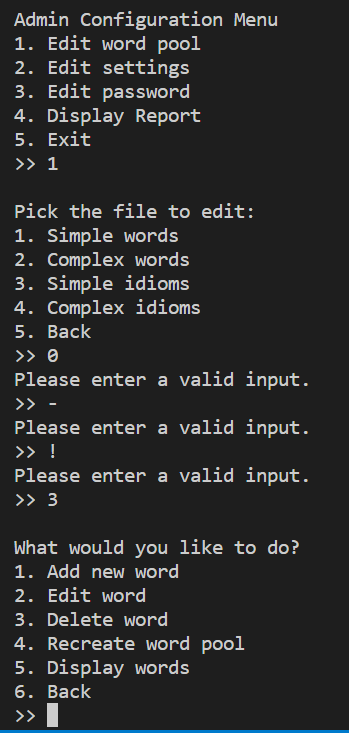 Admin Configuration Menu
1. Edit word pool
2. Edit settings
3. Edit password
4. Display Report
5. Exit
>> 1
Pick the file to edit:
1. Simple words
2. Complex words
3. Simple idioms
4. Complex idioms
5. Back
>> 0
Please enter a valid input.
>> -
Please enter a valid input.
>> !
Please enter a valid input.
>> 3
What would you like to do?
1. Add new word
2. Edit word
3. Delete word
4. Recreate word pool
5. Display words
6. Back
>>